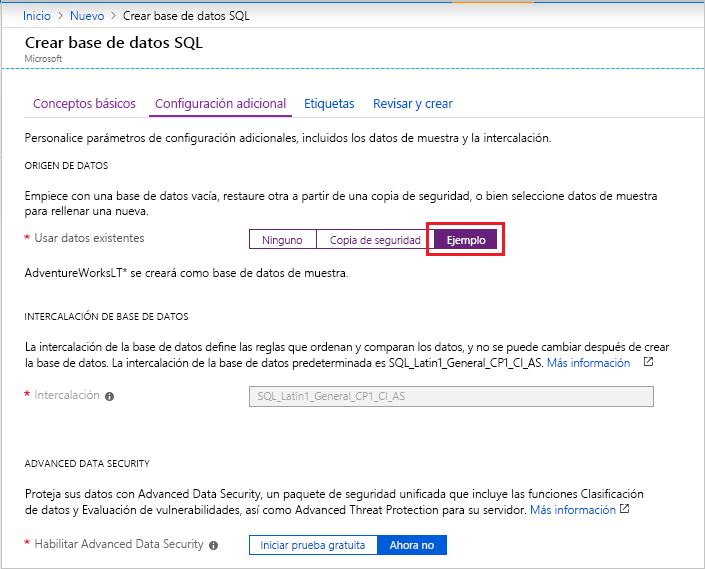 Inicio > Nuevo > Crear base de datos SQL
Crear base de datos SQL
Microsoft
Conceptos básicos Configuración adicional Etiquetas Revisar y crear
Personalice parámetros de configuración adicionales, incluidos los datos de muestra y la intercalación.
ORIGEN DE DATOS
Empiece con una base de datos vacía, restaure otra a partir de una copia de seguridad, o bien seleccione datos de muestra
para rellenar una nueva.
* Usar datos existentes Ninguno Copia de seguridad Ejemplo
AdventureWorksLT* se creará como base de datos de muestra.
INTERCALACIÓN DE BASE DE DATOS
La intercalación de la base de datos define las reglas que ordenan y comparan los datos, y no se puede cambiar después de crear
la base de datos. La intercalación de la base de datos predeterminada es SQL_Latin1_General_CP1_CI_AS. Más información
* Intercalación SQL_Latin1_General_CP1_CI_AS
ADVANCED DATA SECURITY
Proteja sus datos con Advanced Data Security, un paquete de seguridad unificada que incluye las funciones Clasificación
de datos y Evaluación de vulnerabilidades, así como Advanced Threat Protection para su servidor. Más información
* Habilitar Advanced Data Security Iniciar prueba gratuita Ahora no